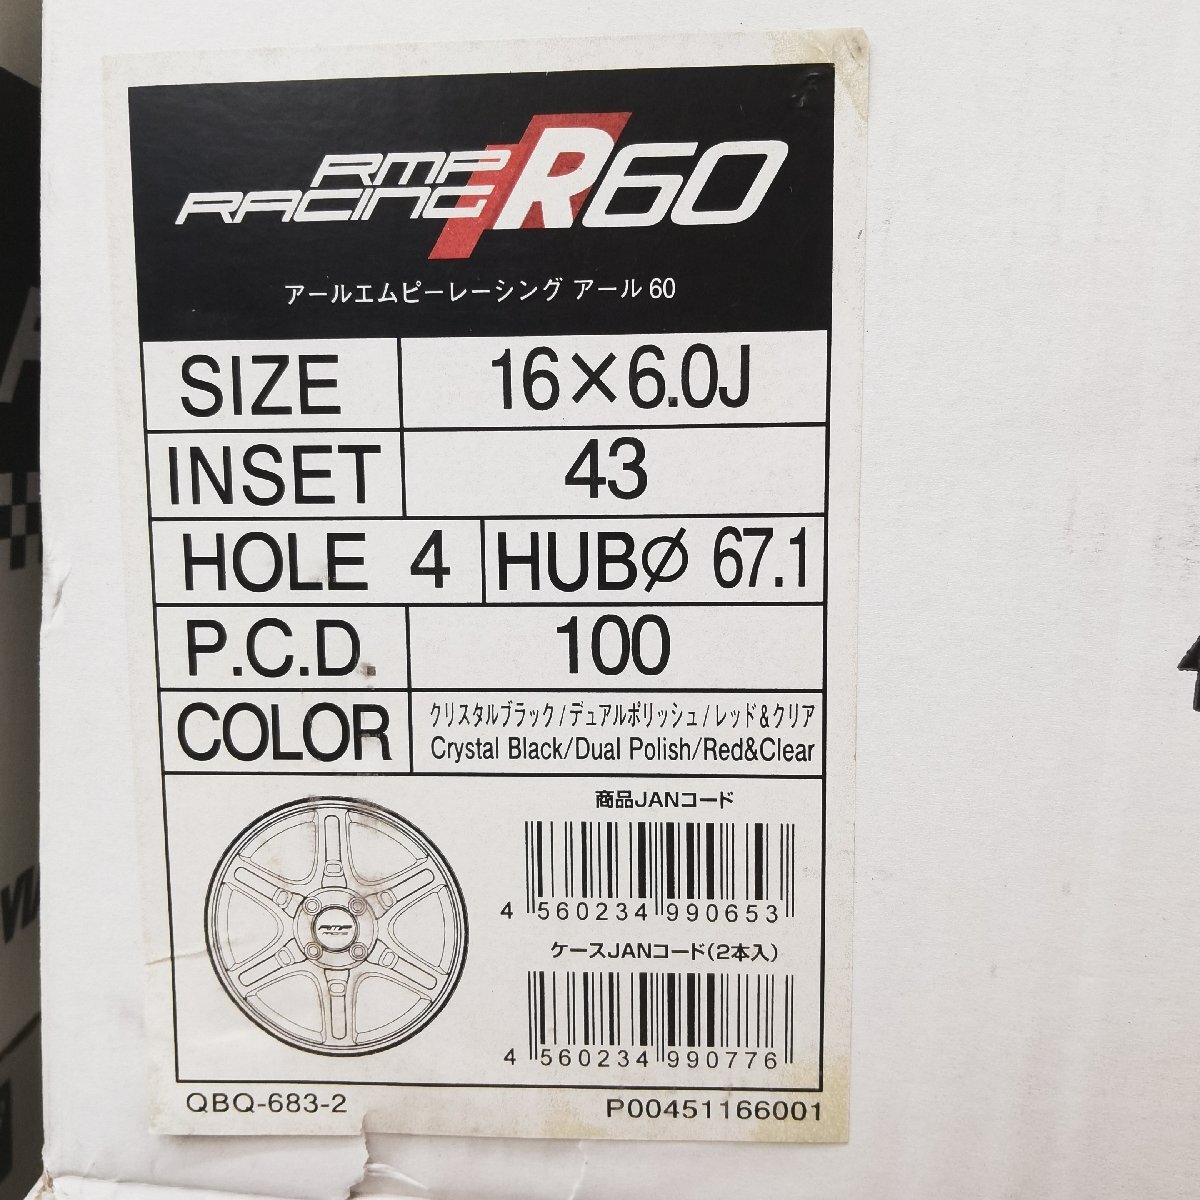 RMP
RACING R60
アールエムピーレーシング アール 60
SIZE 16×6.0J
INSET 43
HOLE 4 HUBØ 67.1
P.C.D. 100
COLOR クリスタルブラック/デュアルポリッシュ/レッド&クリア
Crystal Black/Dual Polish/Red&Clear
商品JANコード
4 560234 990653
RMP
RACING
ケースJANコード(2本入)
4 560234 990776
QBQ-683-2 P00451166001